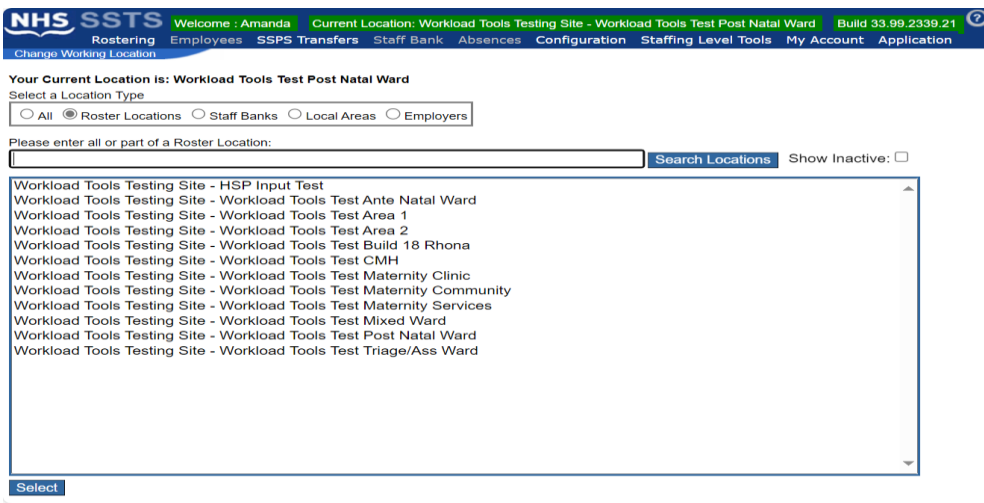 NHS SSTS Welcome : Amanda Current Location: Workload Tools Testing Site - Workload Tools Test Post Natal Ward Build 33.99.2339.21 ?
Rostering Employees SSPS Transfers Staff Bank Absences Configuration Staffing Level Tools My Account Application
Change Working Location
Your Current Location is: Workload Tools Test Post Natal Ward
Select a Location Type
All Roster Locations Staff Banks Local Areas Employers
Please enter all or part of a Roster Location:
Search Locations Show Inactive:
Workload Tools Testing Site - HSP Input Test
Workload Tools Testing Site - Workload Tools Test Ante Natal Ward
Workload Tools Testing Site - Workload Tools Test Area 1
Workload Tools Testing Site - Workload Tools Test Area 2
Workload Tools Testing Site - Workload Tools Test Build 18 Rhona
Workload Tools Testing Site - Workload Tools Test CMH
Workload Tools Testing Site - Workload Tools Test Maternity Clinic
Workload Tools Testing Site - Workload Tools Test Maternity Community
Workload Tools Testing Site - Workload Tools Test Maternity Services
Workload Tools Testing Site - Workload Tools Test Mixed Ward
Workload Tools Testing Site - Workload Tools Test Post Natal Ward
Workload Tools Testing Site - Workload Tools Test Triage/Ass Ward
Select